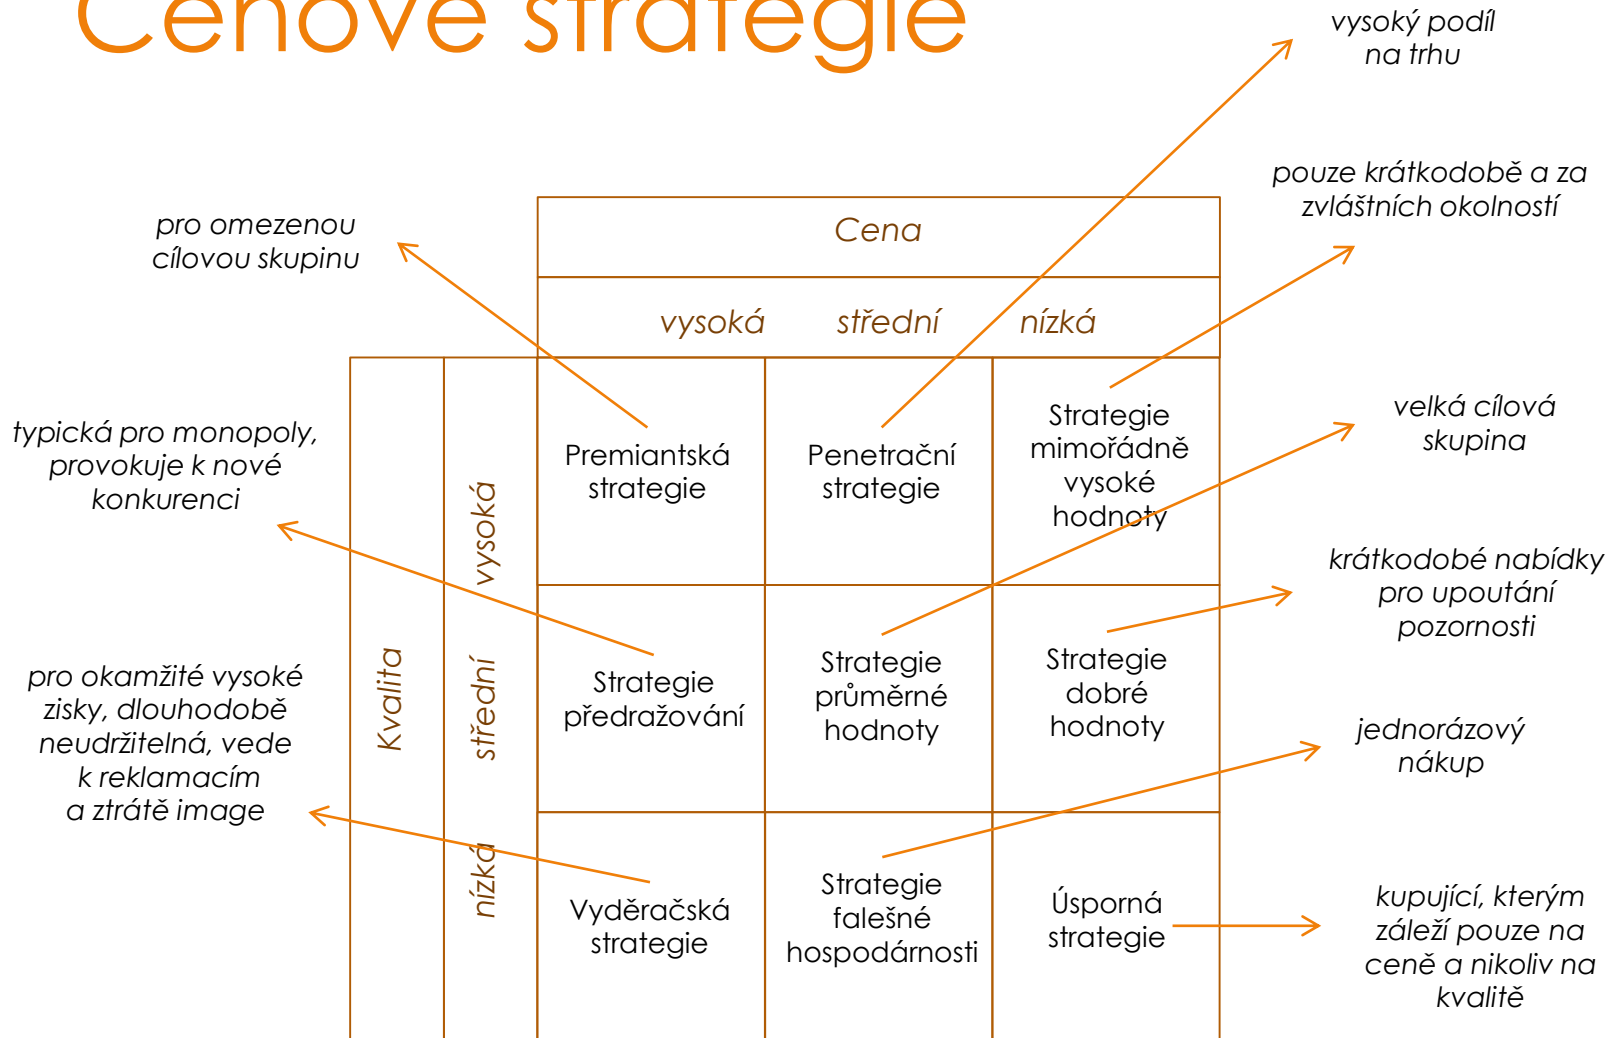 Cenové strategie
vysoký podíl
na trhu
pouze krátkodobě a za
zvláštních okolností
pro omezenou
cílovou skupinu
Cena
vysoká střední nízká
typická pro monopoly,
provokuje k nové
konkurenci
velká cílová
skupina
Kvalita
vysoká
střední
nízká
Premiantská
strategie
Penetrační
strategie
Strategie
mimořádně
vysoké
hodnoty
krátkodobé nabídky
pro upoutání
pozornosti
pro okamžité vysoké
zisky, dlouhodobě
neudržitelná, vede
k reklamacím
a ztrátě image
Strategie
předražování
Strategie
průměrné
hodnoty
Strategie
dobré
hodnoty
jednorázový
nákup
Vyděračská
strategie
Strategie
falešné
hospodárnosti
Úsporná
strategie
kupující, kterým
záleží pouze na
ceně a nikoliv na
kvalitě